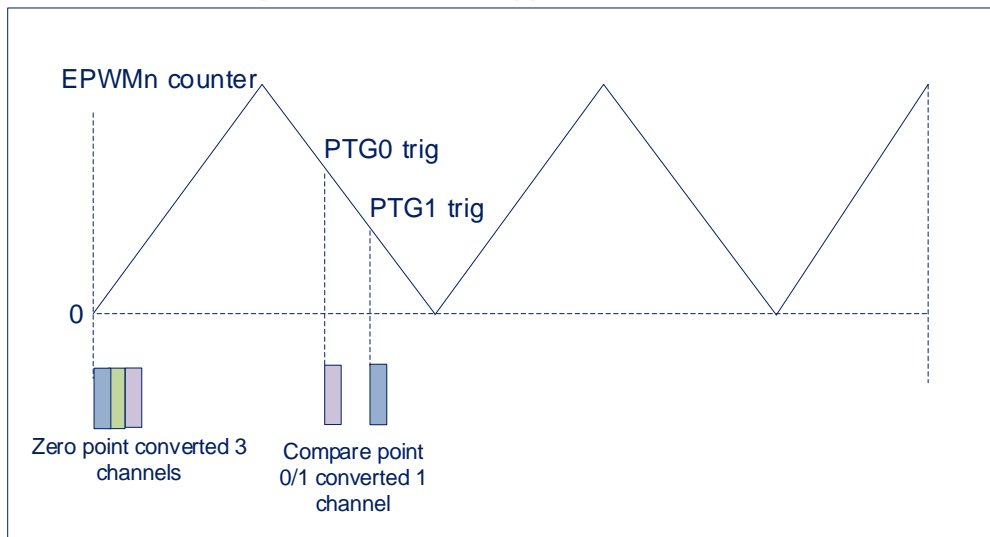 EPWMn counter
PTG0 trig
PTG1 trig
0
Zero point converted 3
channels
Compare point
0/1 converted 1
channel